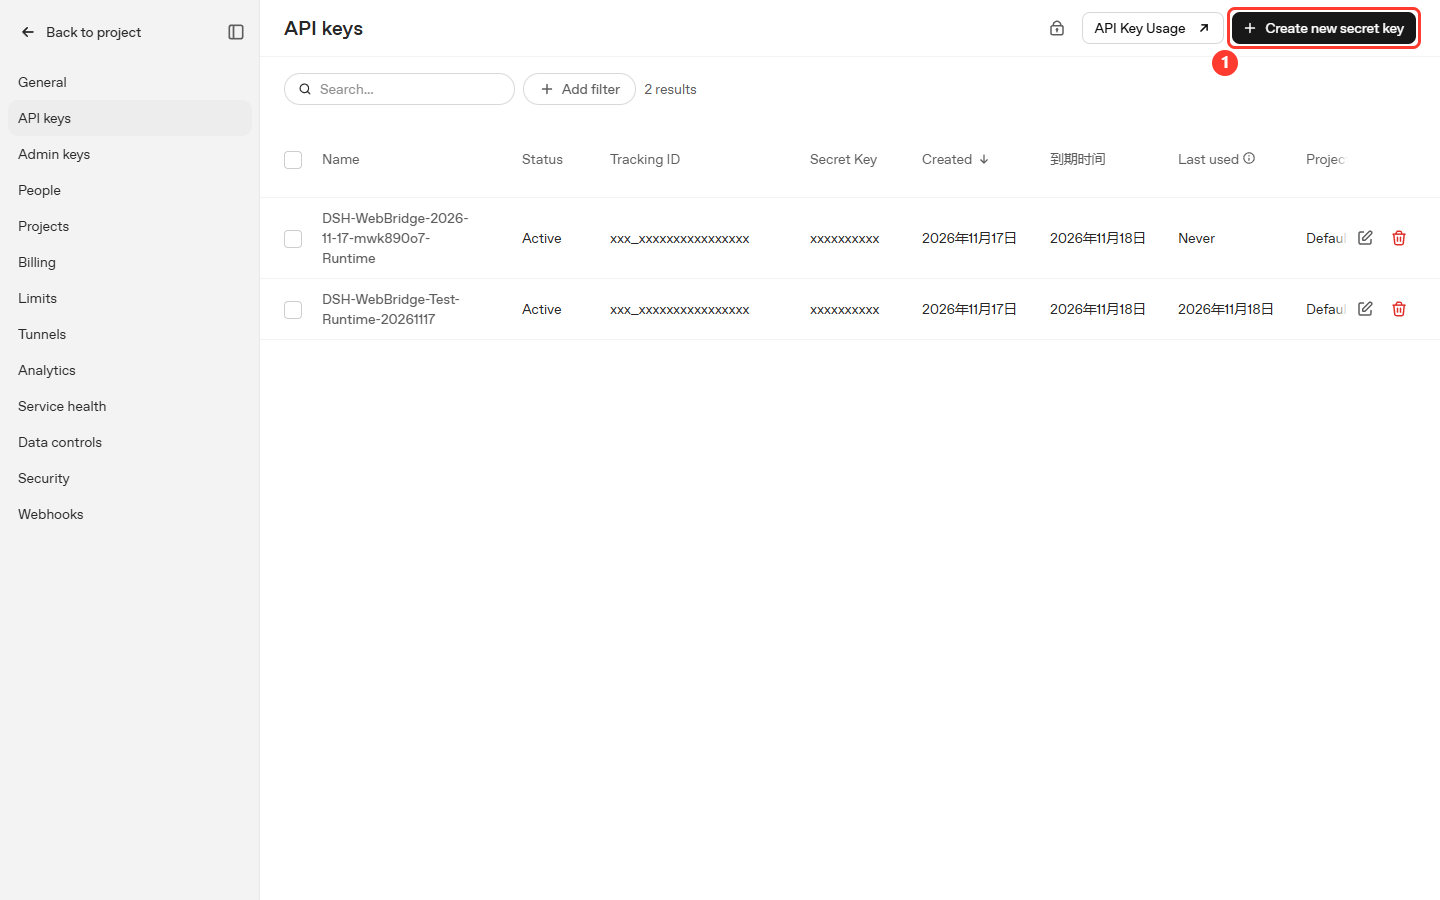 Back to project
General
API keys
Admin keys
People
Projects
Billing
Limits
Tunnels
Analytics
Service health
Data controls
Security
Webhooks
API keys
API Key Usage
Create new secret key
1
Search...
Add filter
2 results
Name Status Tracking ID Secret Key Created 到期时间 Last used Projec
DSH-WebBridge-2026-
11-17-mwk890o7-
Runtime
Active xxx_xxxxxxxxxxxxxxxx xxxxxxxxxx 2026年11月17日 2026年11月18日 Never Defaul
DSH-WebBridge-Test-
Runtime-20261117
Active xxx_xxxxxxxxxxxxxxxx xxxxxxxxxx 2026年11月17日 2026年11月18日 2026年11月18日 Defaul